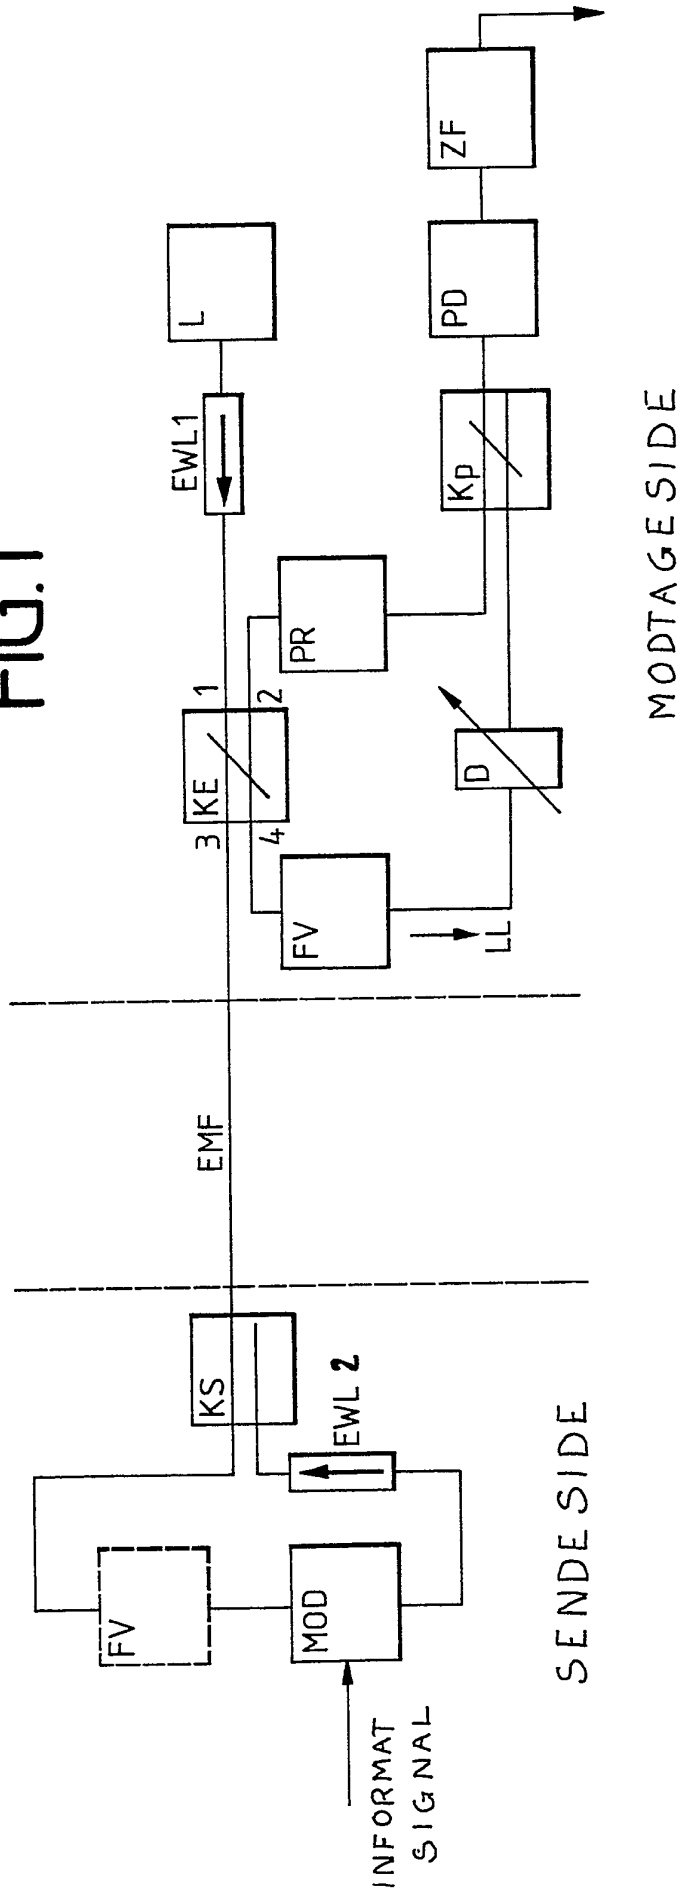 FIG.1
L
EWL1
KE
1
2
3
4
PR
FV
LL
D
Kp
PD
ZF
MODTAGESIDE
EMF
KS
EWL 2
FV
MOD
INFORMAT
SIGNAL
SENDESIDE